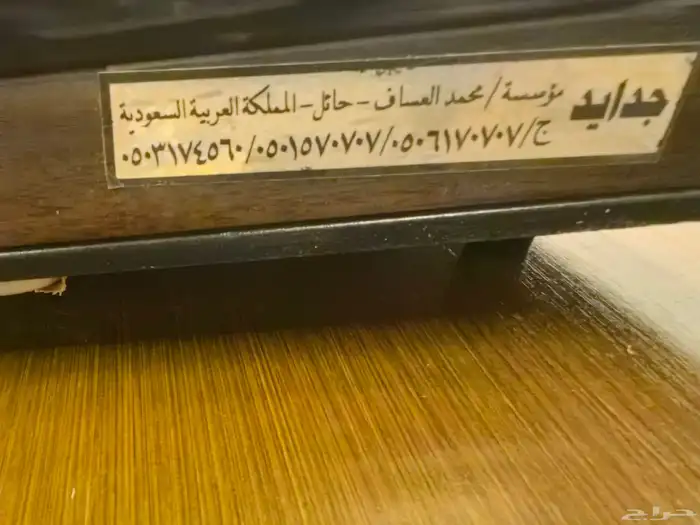 جدايد مؤسسة / محمد العساف - حائل - المملكة العربية السعودية
ج / ٠٥٠٦١٧٠٧٠٧ / ٠٥٠١٥٧٠٧٠٧ / ٠٥٠٣١٧٤٥٦٠
حراج